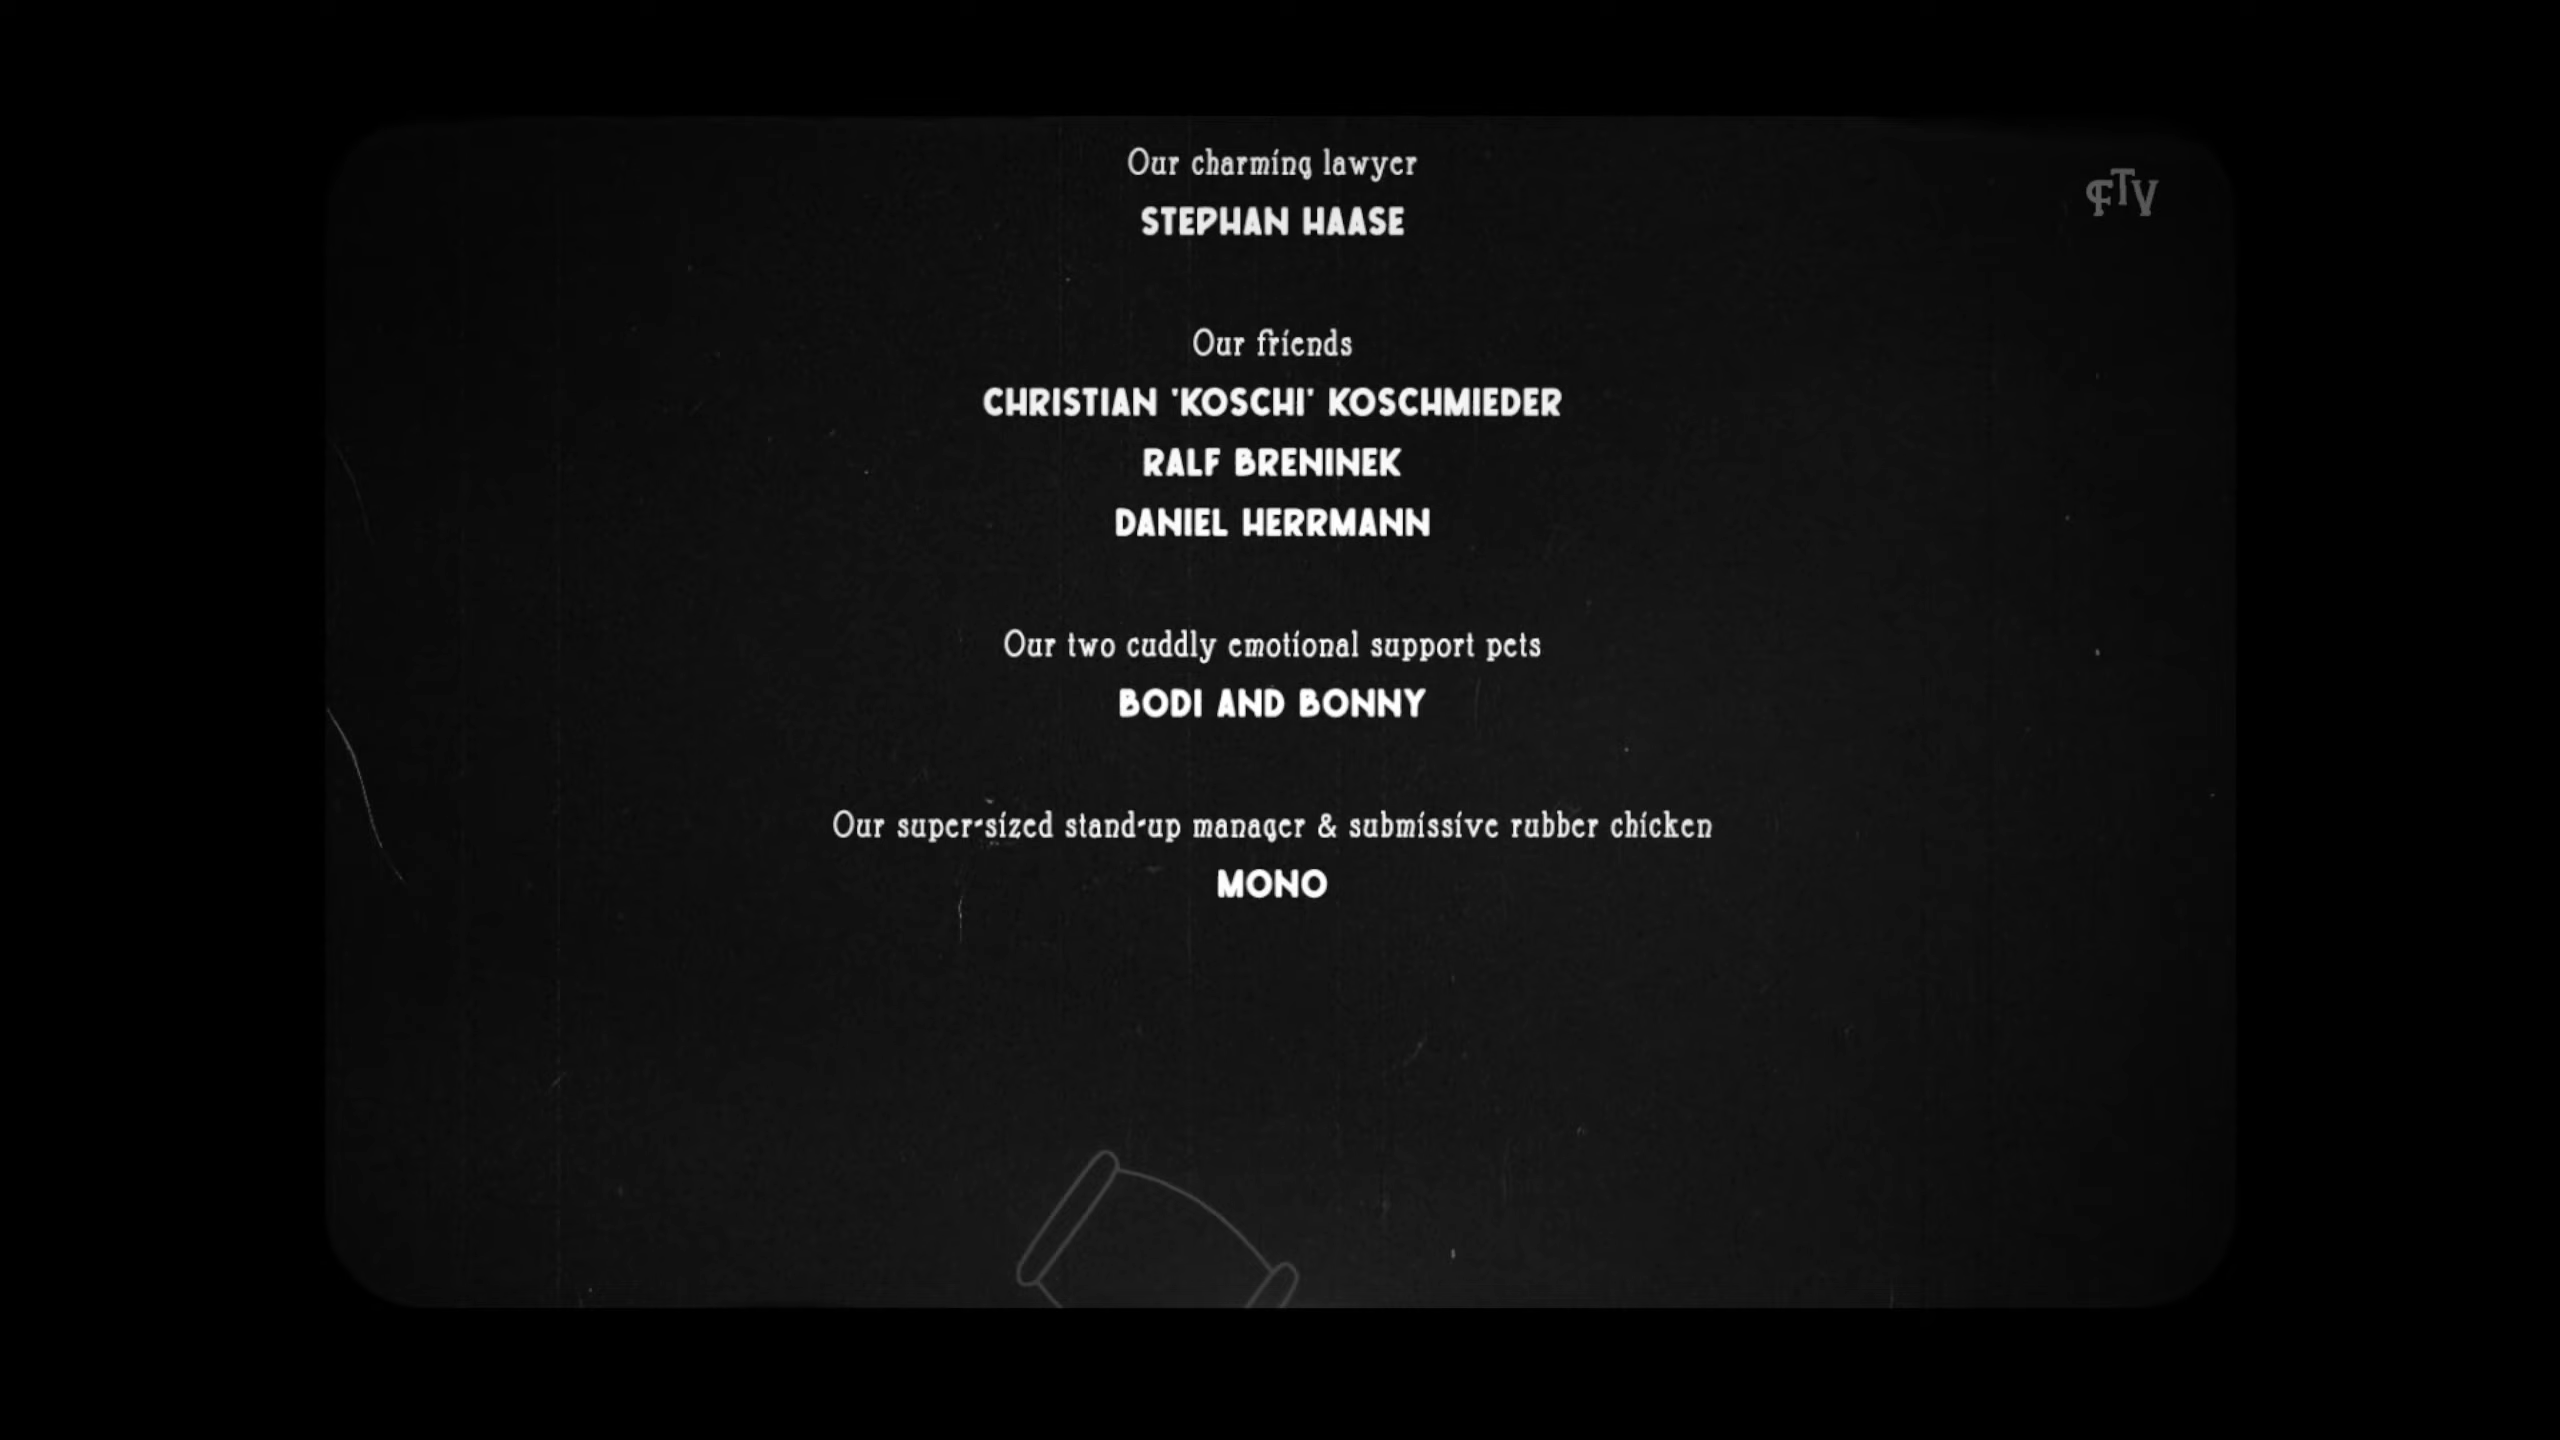 Our charming lawyer
STEPHAN HAASE
FTV
Our friends
CHRISTIAN 'KOSCHI' KOSCHMIEDER
RALF BRENINEK
DANIEL HERRMANN
Our two cuddly emotional support pets
BODI AND BONNY
Our super-sized stand-up manager & submissive rubber chicken
MONO